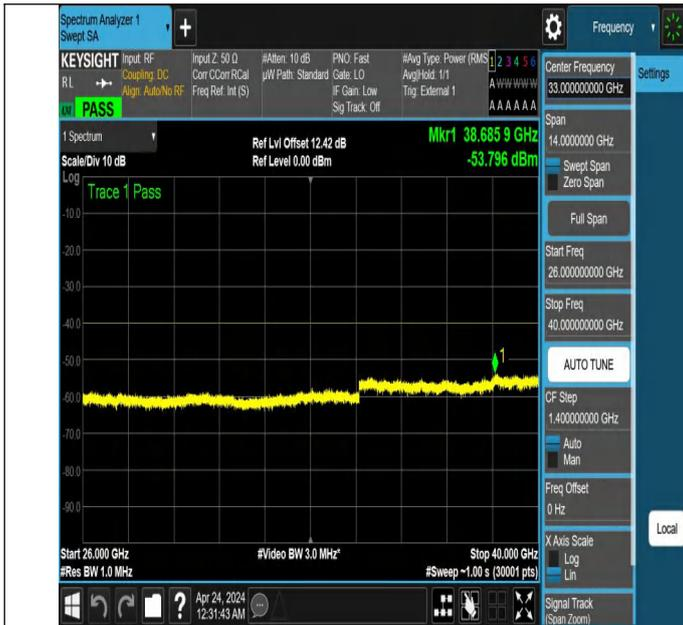 Spectrum Analyzer 1
Swept SA
+
Frequency
KEYSIGHT
RL
PASS
Input: RF
Coupling: DC
Align: Auto/No RF
Input Z: 50 Ω
Corr CCorr RCal
Freq Ref: Int (S)
#Atten: 10 dB
µW Path: Standard
PNO: Fast
Gate: LO
IF Gain: Low
Sig Track: Off
#Avg Type: Power (RMS
Avg|Hold: 1/1
Trig: External 1
1 2 3 4 5 6
A W W W W W
A A A A A A
1 Spectrum
Scale/Div 10 dB
Ref Lvl Offset 12.42 dB
Ref Level 0.00 dBm
Mkr1 38.685 9 GHz
-53.796 dBm
Log
Trace 1 Pass
-10.0
-20.0
-30.0
-40.0
-50.0
-60.0
-70.0
-80.0
-90.0
1
Start 26.000 GHz
#Res BW 1.0 MHz
#Video BW 3.0 MHz*
Stop 40.000 GHz
#Sweep ~1.00 s (30001 pts)
?
Apr 24, 2024
12:31:43 AM
Center Frequency
33.00000000 GHz
Settings
Span
14.0000000 GHz
Swept Span
Zero Span
Full Span
Start Freq
26.000000000 GHz
Stop Freq
40.000000000 GHz
AUTO TUNE
CF Step
1.400000000 GHz
Auto
Man
Freq Offset
0 Hz
X Axis Scale
Log
Lin
Local
Signal Track
(Span Zoom)